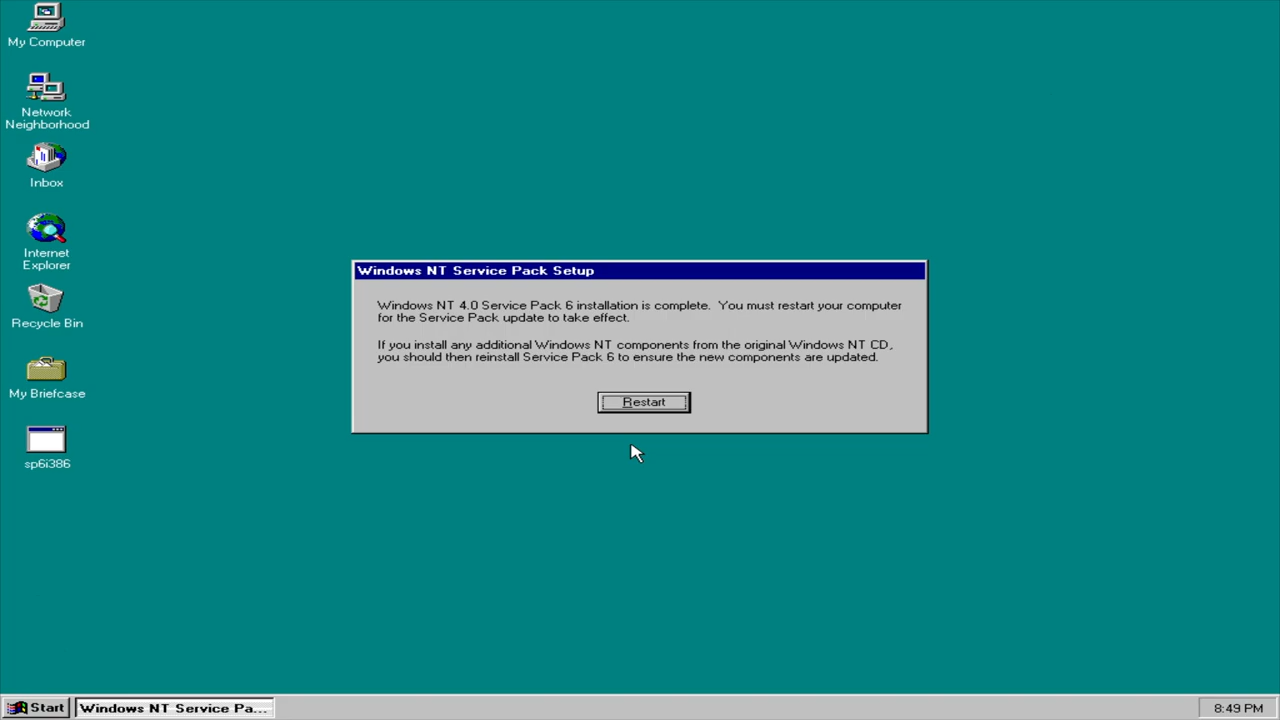 My Computer
Network
Neighborhood
Inbox
Internet
Explorer
Recycle Bin
My Briefcase
sp6i386
Windows NT Service Pack Setup
Windows NT 4.0 Service Pack 6 installation is complete.  You must restart your computer
for the Service Pack update to take effect.
If you install any additional Windows NT components from the original Windows NT CD,
you should then reinstall Service Pack 6 to ensure the new components are updated.
Restart
Start
Windows NT Service Pa...
8:49 PM